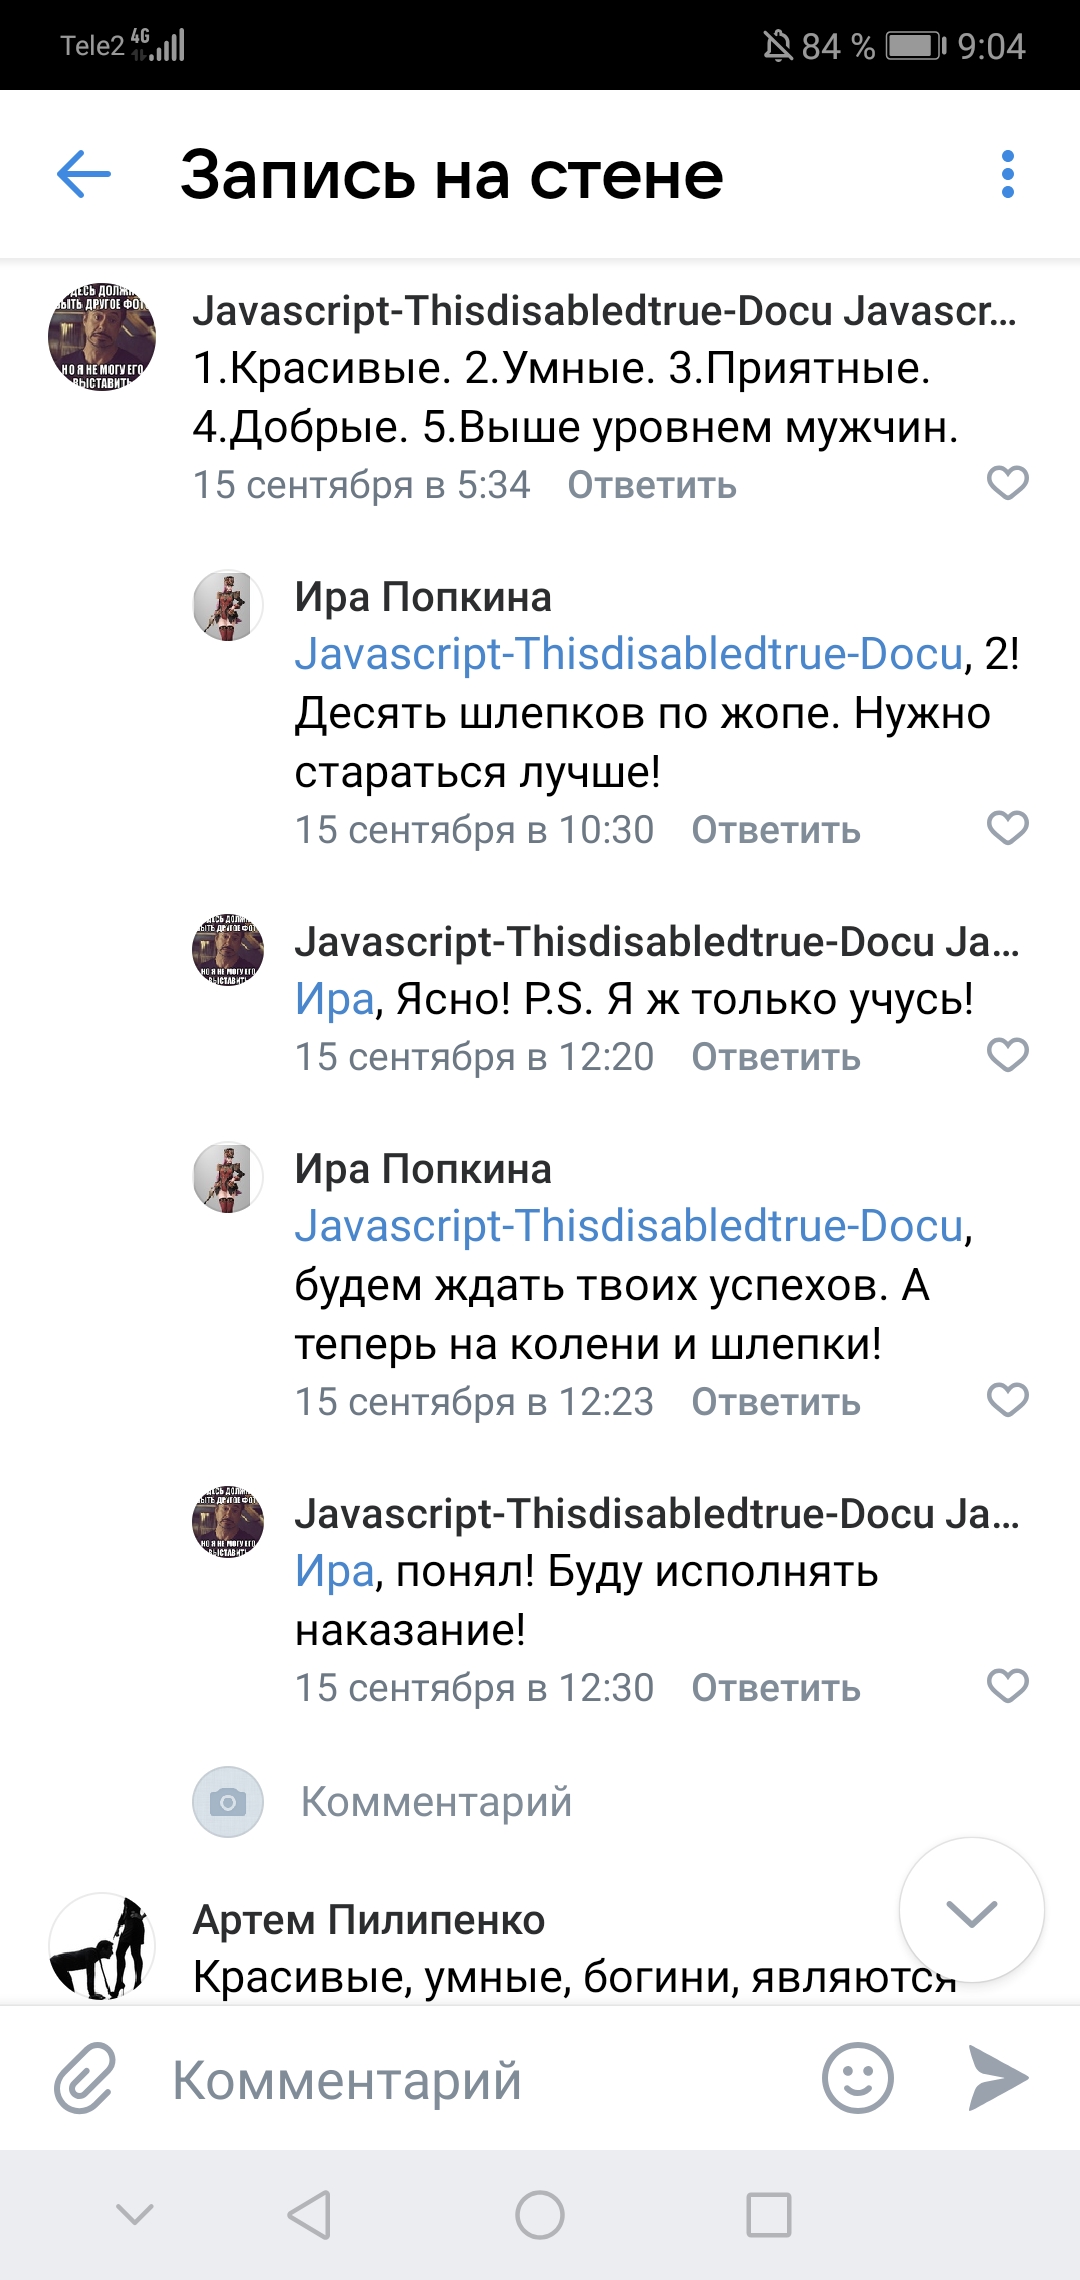 Tele2 4G 84 % 9:04
Запись на стене
Javascript-Thisdisabledtrue-Docu Javascr...
1.Красивые. 2.Умные. 3.Приятные.
4.Добрые. 5.Выше уровнем мужчин.
15 сентября в 5:34 Ответить
Ира Попкина
Javascript-Thisdisabledtrue-Docu, 2!
Десять шлепков по жопе. Нужно
стараться лучше!
15 сентября в 10:30 Ответить
Javascript-Thisdisabledtrue-Docu Ja...
Ира, Ясно! P.S. Я ж только учусь!
15 сентября в 12:20 Ответить
Ира Попкина
Javascript-Thisdisabledtrue-Docu,
будем ждать твоих успехов. А
теперь на колени и шлепки!
15 сентября в 12:23 Ответить
Javascript-Thisdisabledtrue-Docu Ja...
Ира, понял! Буду исполнять
наказание!
15 сентября в 12:30 Ответить
Комментарий
Артем Пилипенко
Красивые, умные, богини, являются
Комментарий